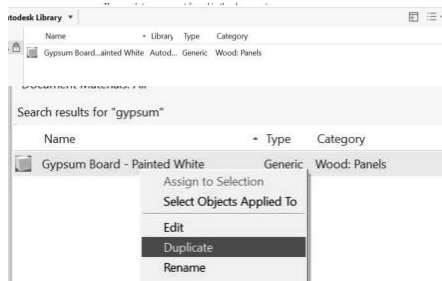 todesk Library
Name Library Type Category
Gypsum Board...ainted White Autod... Generic Wood: Panels
Document Materials: All
Search results for "gypsum"
Name Type Category
Gypsum Board - Painted White Generic Wood: Panels
Assign to Selection
Select Objects Applied To
Edit
Duplicate
Rename